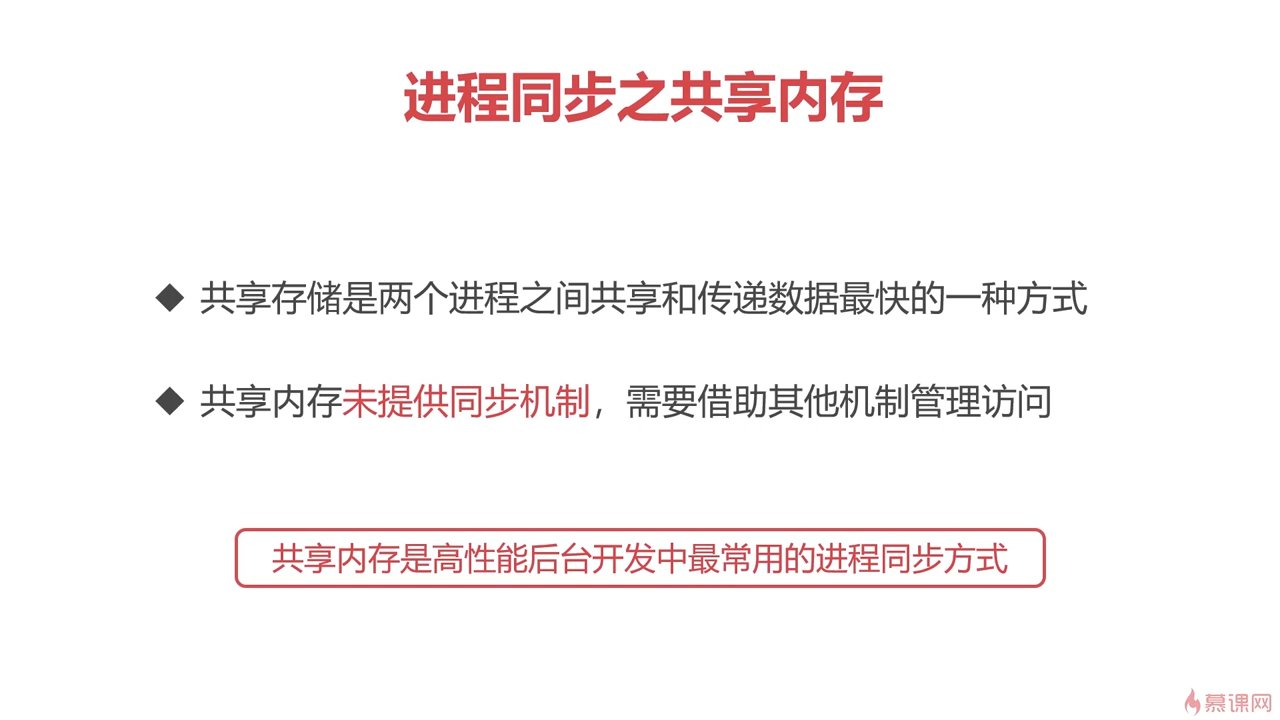 进程同步之共享内存
◆ 共享存储是两个进程之间共享和传递数据最快的一种方式
◆ 共享内存未提供同步机制，需要借助其他机制管理访问
共享内存是高性能后台开发中最常用的进程同步方式
慕课网